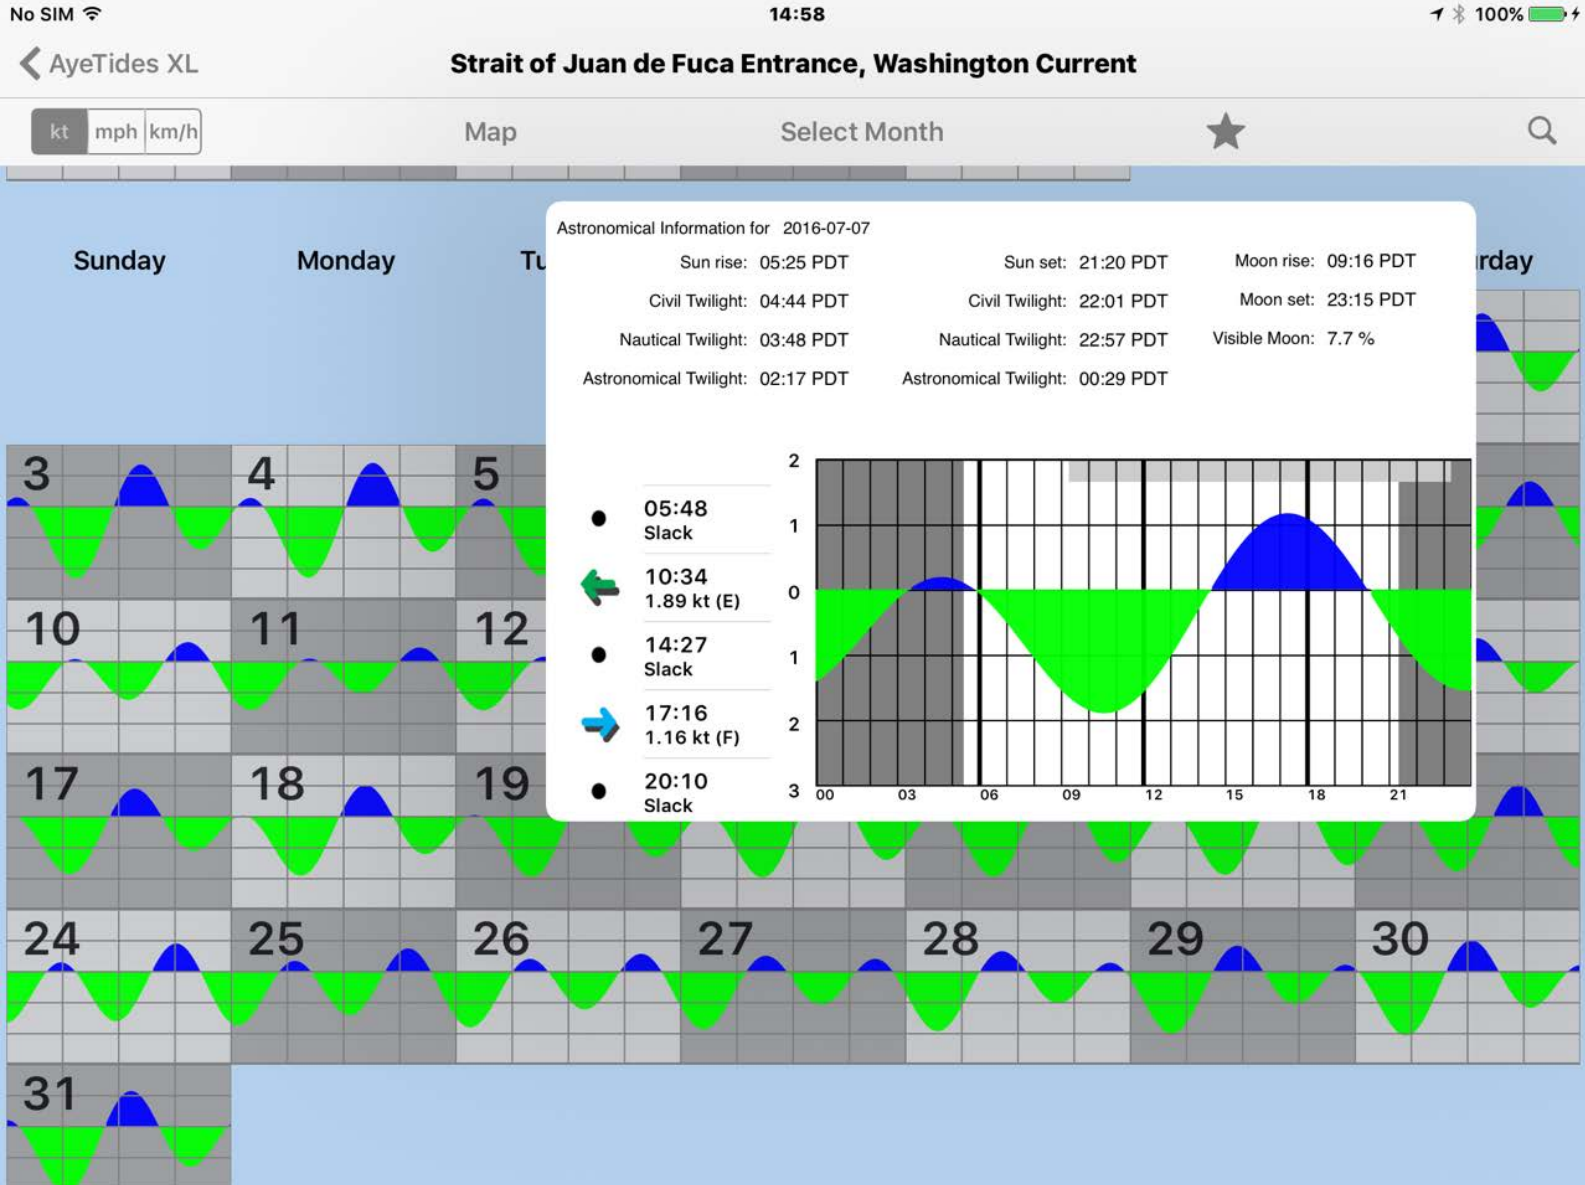 No SIM
14:58
100%
AyeTides XL
Strait of Juan de Fuca Entrance, Washington Current
kt mph km/h
Map
Select Month
Astronomical Information for 2016-07-07
Sun rise: 05:25 PDT Sun set: 21:20 PDT Moon rise: 09:16 PDT
Civil Twilight: 04:44 PDT Civil Twilight: 22:01 PDT Moon set: 23:15 PDT
Nautical Twilight: 03:48 PDT Nautical Twilight: 22:57 PDT Visible Moon: 7.7 %
Astronomical Twilight: 02:17 PDT Astronomical Twilight: 00:29 PDT
Sunday Monday Tu rday
05:48
Slack
10:34
1.89 kt (E)
14:27
Slack
17:16
1.16 kt (F)
20:10
Slack
2
1
0
1
2
3
00 03 06 09 12 15 18 21
3 4 5
10 11 12
17 18 19
24 25 26 27 28 29 30
31